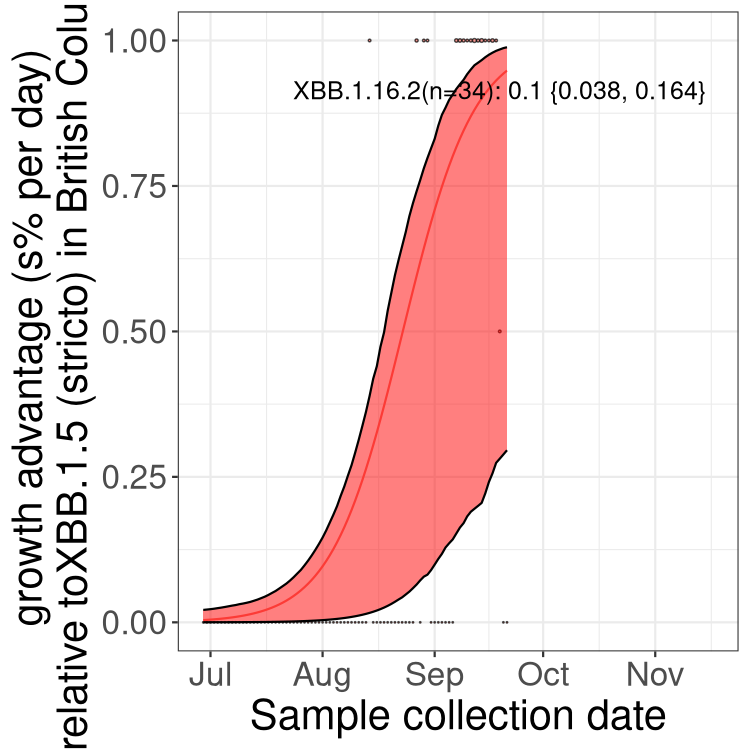 growth advantage (s% per day)
relative toXBB.1.5 (stricto) in British Colu
1.00
0.75
0.50
0.25
0.00
XBB.1.16.2(n=34): 0.1 {0.038, 0.164}
Jul Aug Sep Oct Nov
Sample collection date